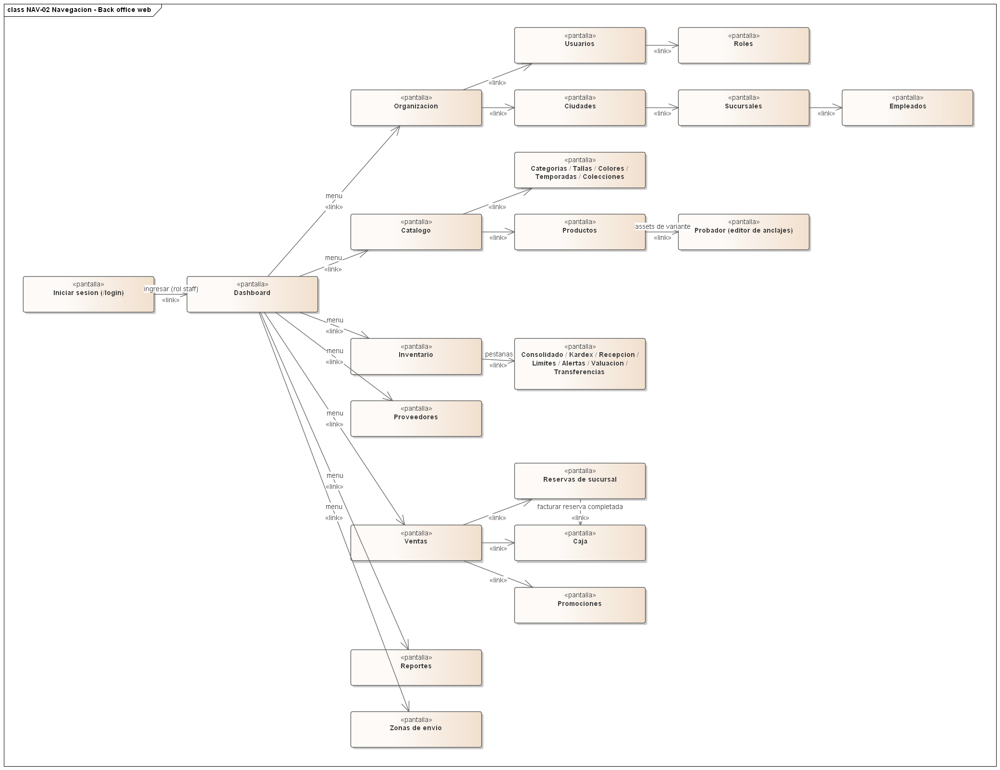 class NAV-02 Navegacion - Back office web
«pantalla»
Usuarios
«link»
«pantalla»
Roles
«link»
«pantalla»
Organizacion
«link»
«pantalla»
Ciudades
«link»
«pantalla»
Sucursales
«link»
«pantalla»
Empleados
«pantalla»
Categorias / Tallas / Colores /
Temporadas / Colecciones
menu
«link»
«link»
«pantalla»
Catalogo
«link»
«pantalla»
Productos
assets de variante
«link»
«pantalla»
Probador (editor de anclajes)
menu
«link»
«pantalla»
Iniciar sesion (/login)
ingresar (rol staff)
«link»
«pantalla»
Dashboard
menu
«link»
«pantalla»
Inventario
pestanas
«link»
«pantalla»
Consolidado / Kardex / Recepcion /
Limites / Alertas / Valuacion /
Transferencias
menu
«link»
«pantalla»
Proveedores
menu
«link»
«pantalla»
Reservas de sucursal
menu
«link»
facturar reserva completada
«link»
menu
«link»
«link»
«pantalla»
Ventas
«link»
«pantalla»
Caja
«link»
«pantalla»
Promociones
«pantalla»
Reportes
«pantalla»
Zonas de envio